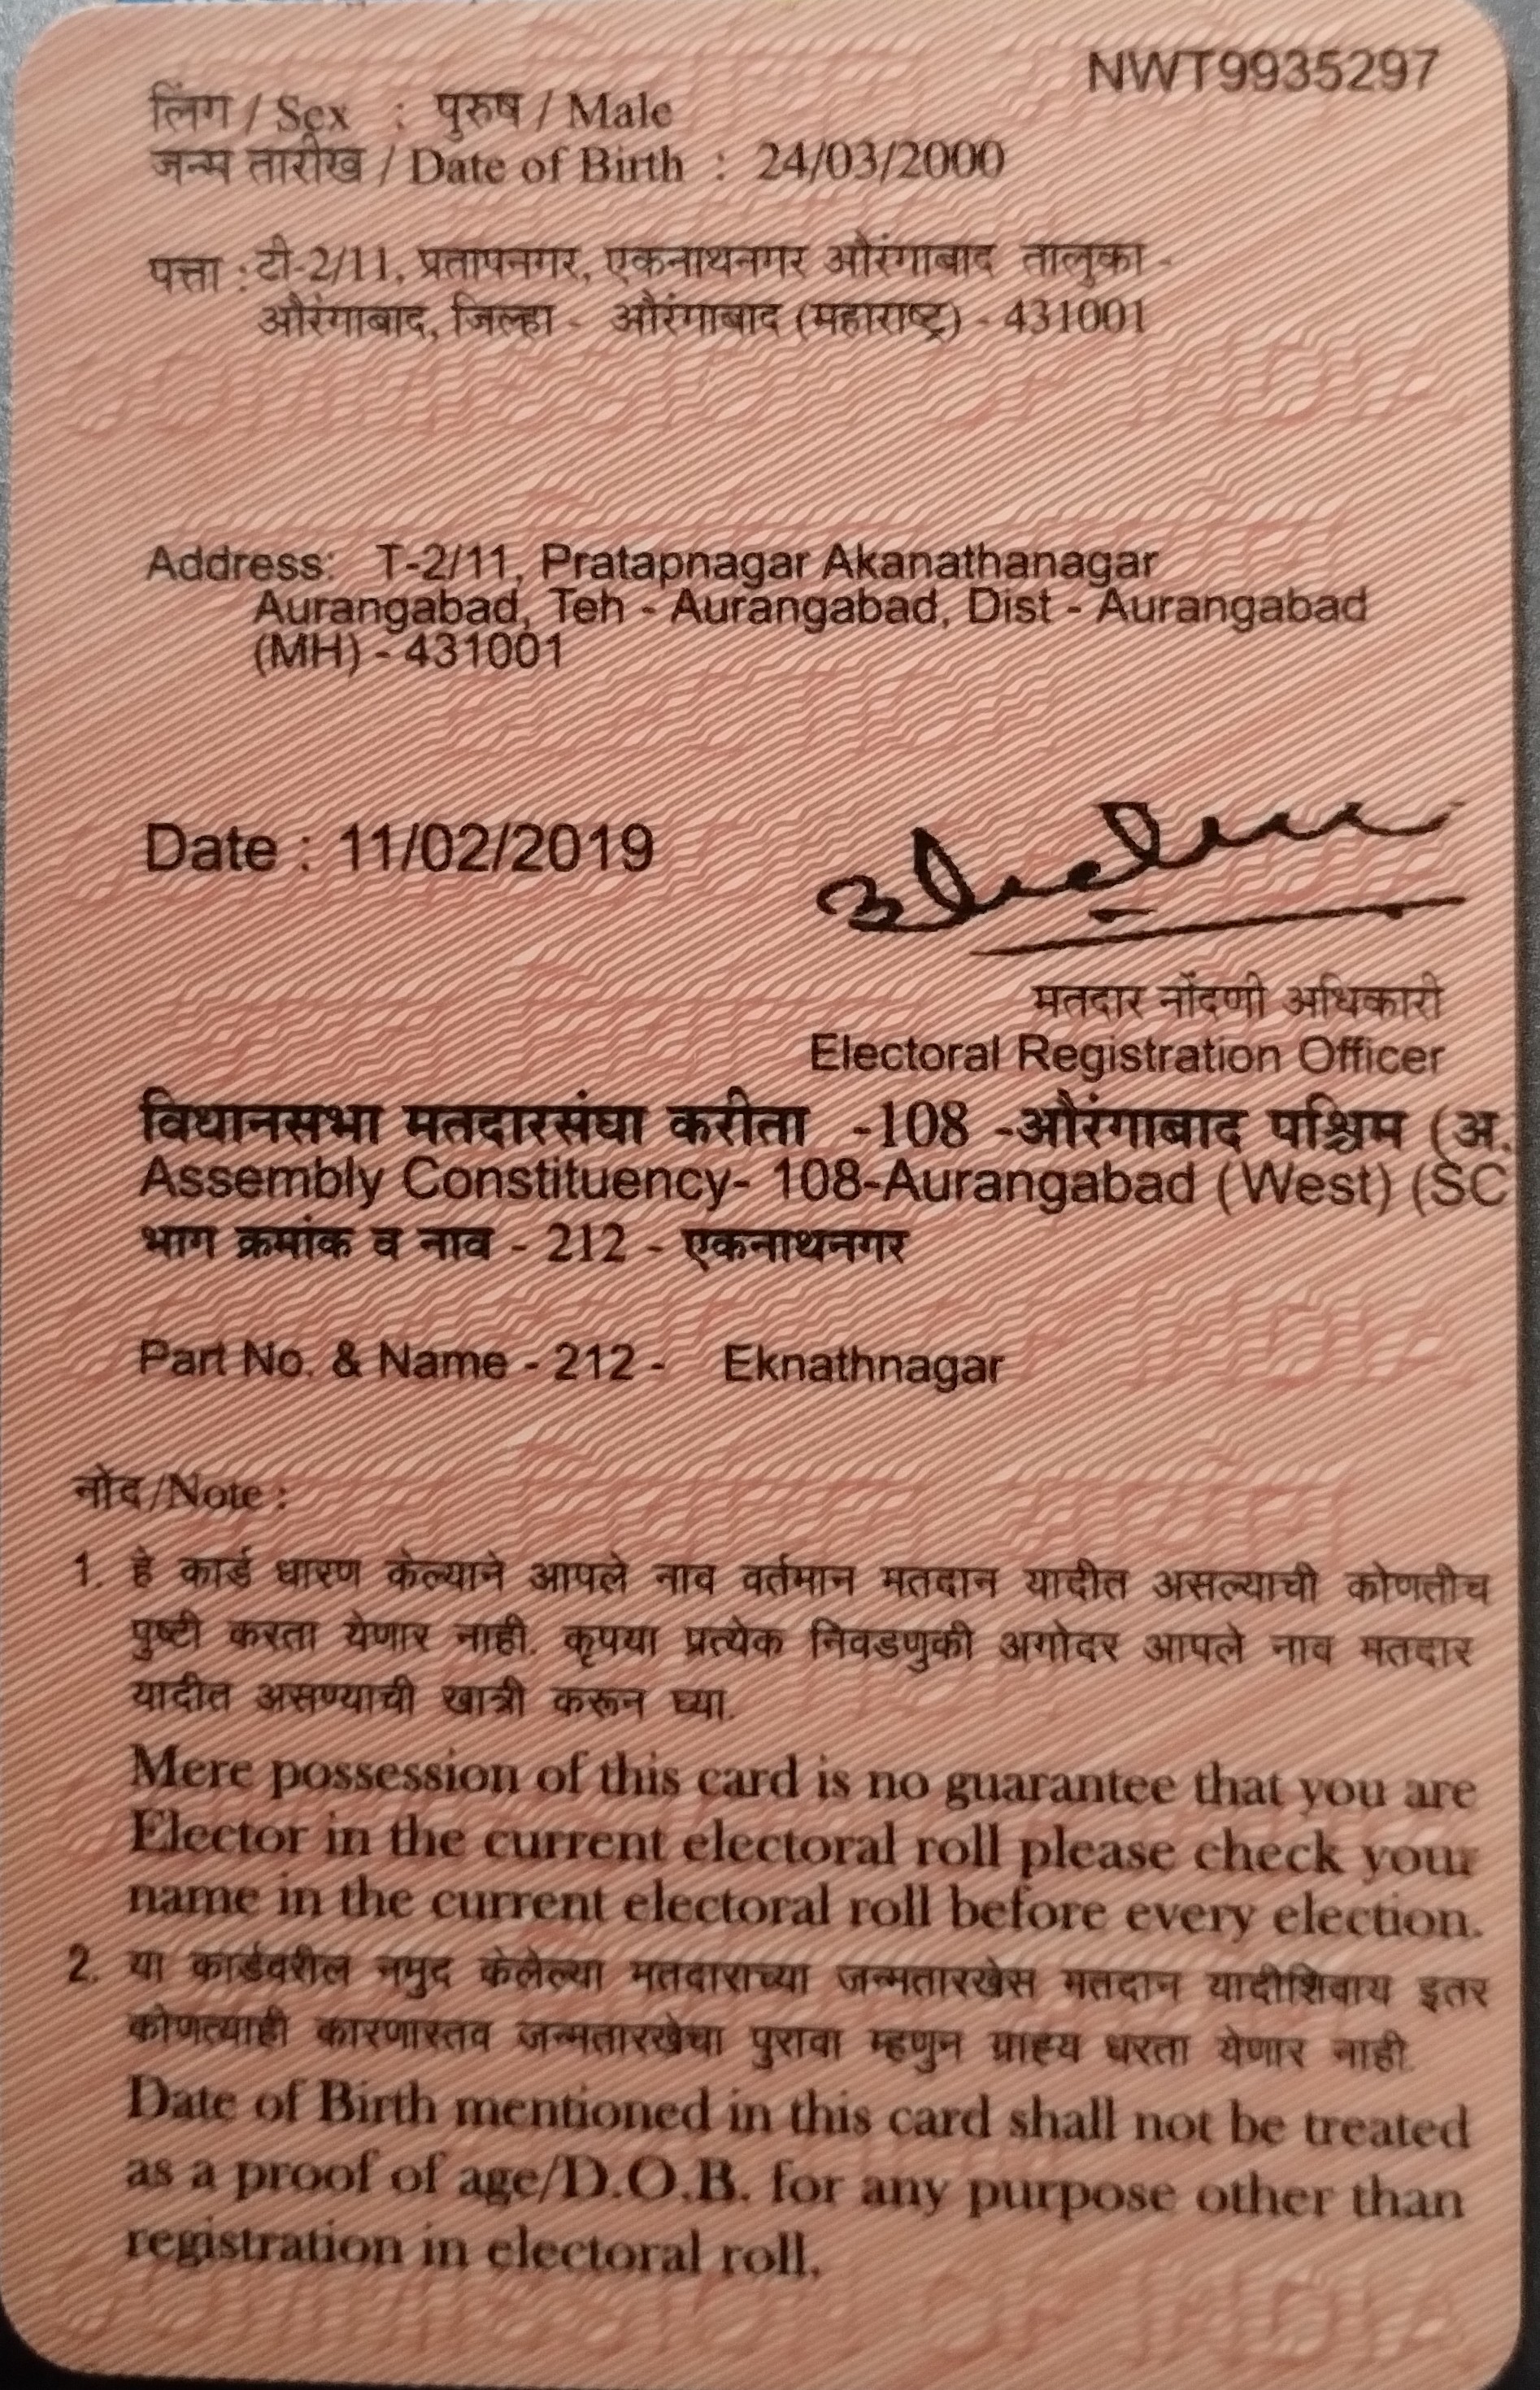 NWT9935297
लिंग / Sex : पुरुष / Male
जन्म तारीख / Date of Birth : 24/03/2000
पत्ता : टी-2/11, प्रतापनगर, एकनाथनगर औरंगाबाद तालुका -
औरंगाबाद, जिल्हा - औरंगाबाद (महाराष्ट्र) - 431001
Address: T-2/11, Pratapnagar Akanathanagar
Aurangabad, Teh - Aurangabad, Dist - Aurangabad
(MH) - 431001
Date : 11/02/2019
मतदार नोंदणी अधिकारी
Electoral Registration Officer
विधानसभा मतदारसंघा करीता -108 -औरंगाबाद पश्चिम (अ.
Assembly Constituency- 108-Aurangabad (West) (SC
भाग क्रमांक व नाव - 212 - एकनाथनगर
Part No. & Name - 212 - Eknathnagar
नोंद/Note :
1. हे कार्ड धारण केल्याने आपले नाव वर्तमान मतदान यादीत असल्याची कोणतीच
पुष्टी करता येणार नाही. कृपया प्रत्येक निवडणुकी अगोदर आपले नाव मतदार
यादीत असण्याची खात्री करून घ्या.
Mere possession of this card is no guarantee that you are
Elector in the current electoral roll please check your
name in the current electoral roll before every election.
2. या कार्डवरील नमुद केलेल्या मतदाराच्या जन्मतारखेस मतदान यादीशिवाय इतर
कोणत्याही कारणास्तव जन्मतारखेचा पुरावा म्हणुन ग्राह्य धरता येणार नाही.
Date of Birth mentioned in this card shall not be treated
as a proof of age/D.O.B. for any purpose other than
registration in electoral roll.